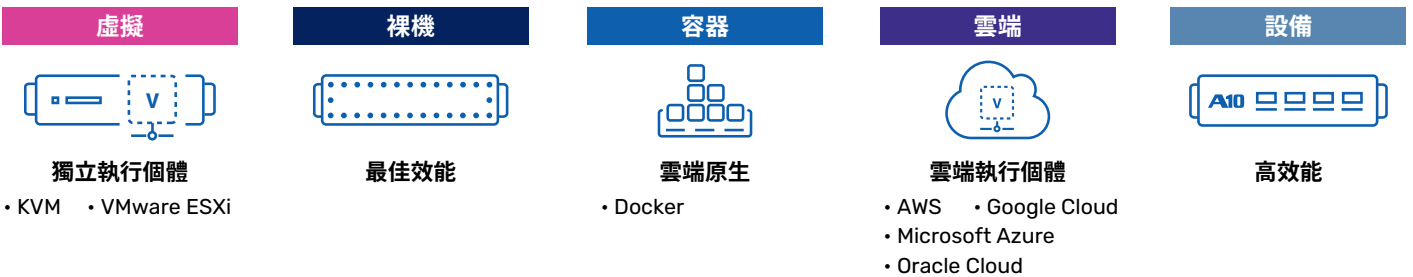 虛擬
V
獨立執行個體
• KVM • VMware ESXi
裸機
最佳效能
容器
雲端原生
• Docker
雲端
V
雲端執行個體
• AWS • Google Cloud
• Microsoft Azure
• Oracle Cloud
設備
A10
高效能